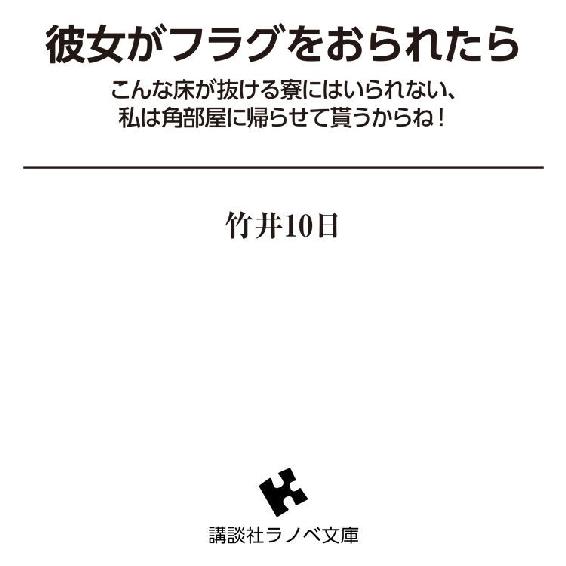 彼女がフラグをおられたら
こんな床が抜ける寮にはいられない、
私は角部屋に帰らせて貰うからね！
竹井10日
講談社ラノベ文庫